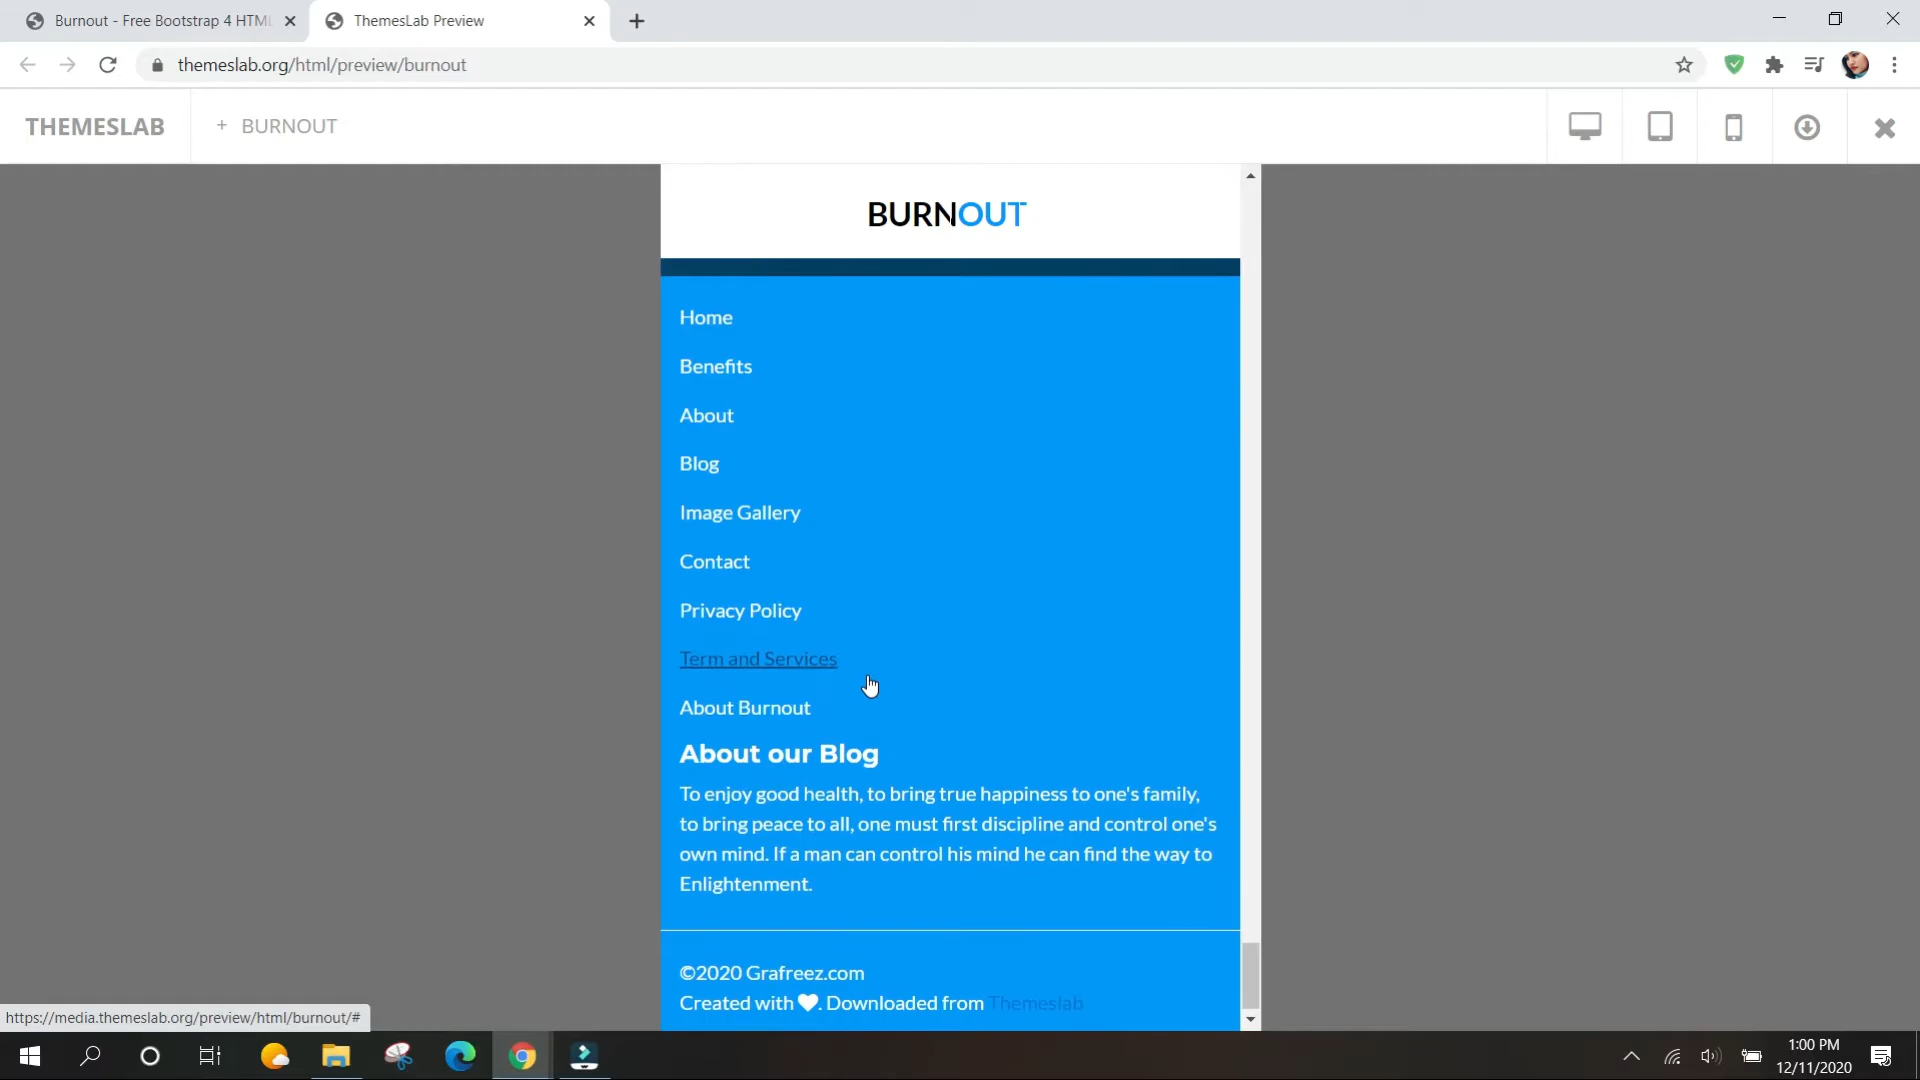 Burnout - Free Bootstrap 4 HTML
ThemesLab Preview
themeslab.org/html/preview/burnout
THEMESLAB
+ BURNOUT
BURNOUT
Home
Benefits
About
Blog
Image Gallery
Contact
Privacy Policy
Term and Services
About Burnout
About our Blog
To enjoy good health, to bring true happiness to one's family,
to bring peace to all, one must first discipline and control one's
own mind. If a man can control his mind he can find the way to
Enlightenment.
©2020 Grafreez.com
Created with ♥. Downloaded from Themeslab
https://media.themeslab.org/preview/html/burnout/#
1:00 PM
12/11/2020